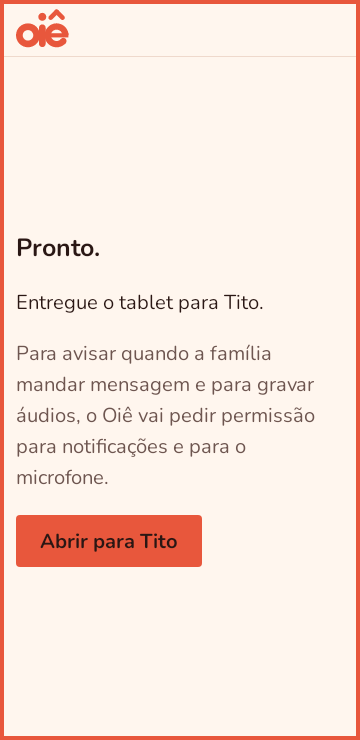 oiê
Pronto.
Entregue o tablet para Tito.
Para avisar quando a família
mandar mensagem e para gravar
áudios, o Oiê vai pedir permissão
para notificações e para o
microfone.
Abrir para Tito